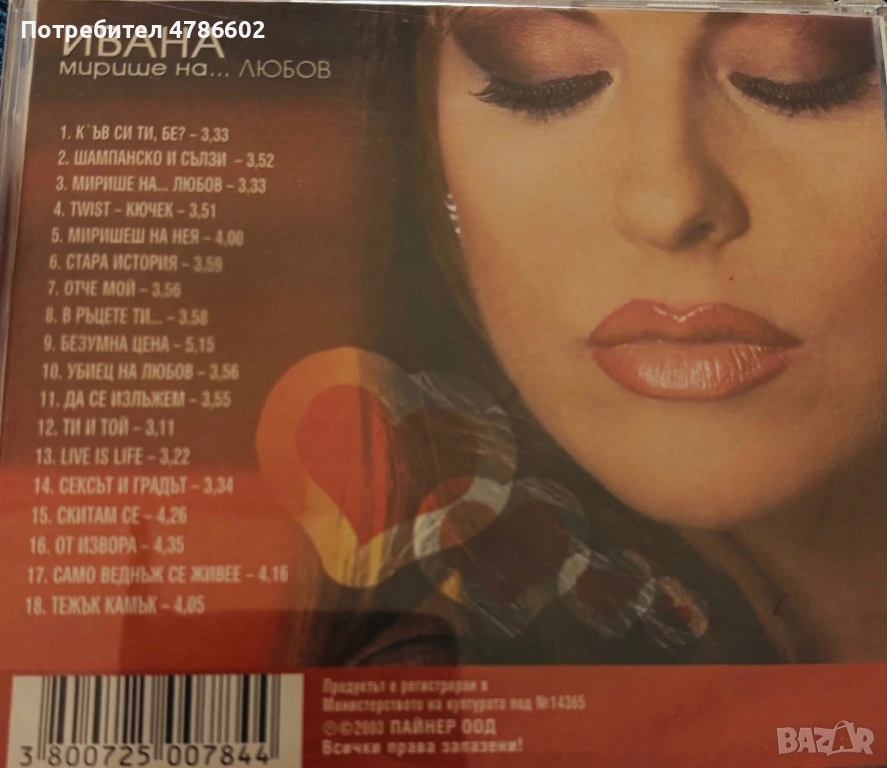 Потребител 4786602
ИВАНА
мирише на... ЛЮБОВ
1. К`ЪВ СИ ТИ, БЕ? – 3,33
2. ШАМПАНСКО И СЪЛЗИ – 3,52
3. МИРИШЕ НА... ЛЮБОВ – 3,33
4. TWIST – КЮЧЕК – 3,51
5. МИРИШЕШ НА НЕЯ – 4,00
6. СТАРА ИСТОРИЯ – 3,59
7. ОТЧЕ МОЙ – 3,56
8. В РЪЦЕТЕ ТИ... – 3,58
9. БЕЗУМНА ЦЕНА – 5,15
10. УБИЕЦ НА ЛЮБОВ – 3,56
11. ДА СЕ ИЗЛЪЖЕМ – 3,55
12. ТИ И ТОЙ – 3,11
13. LIVE IS LIFE – 3,22
14. СЕКСЪТ И ГРАДЪТ – 3,34
15. СКИТАМ СЕ – 4,26
16. ОТ ИЗВОРА – 4,35
17. САМО ВЕДНЪЖ СЕ ЖИВЕЕ – 4,16
18. ТЕЖЪК КАМЪК – 4,05
Продуктът е регистриран в
Министерството на културата под №14365
℗©2003 ПАЙНЕР ООД
Всички права запазени!
3 800725 007844
BAZAR